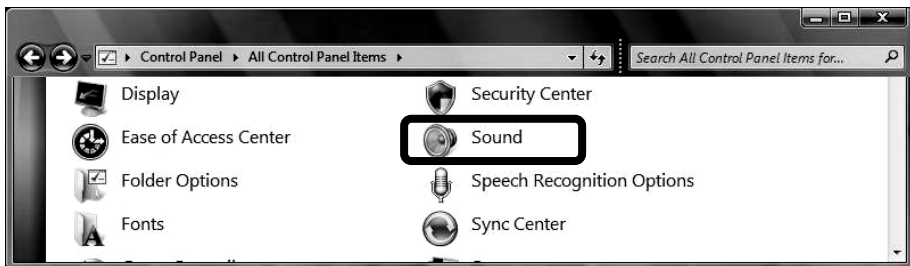 Control Panel All Control Panel Items
Search All Control Panel Items for...
Display
Security Center
Ease of Access Center
Sound
Folder Options
Speech Recognition Options
Fonts
Sync Center